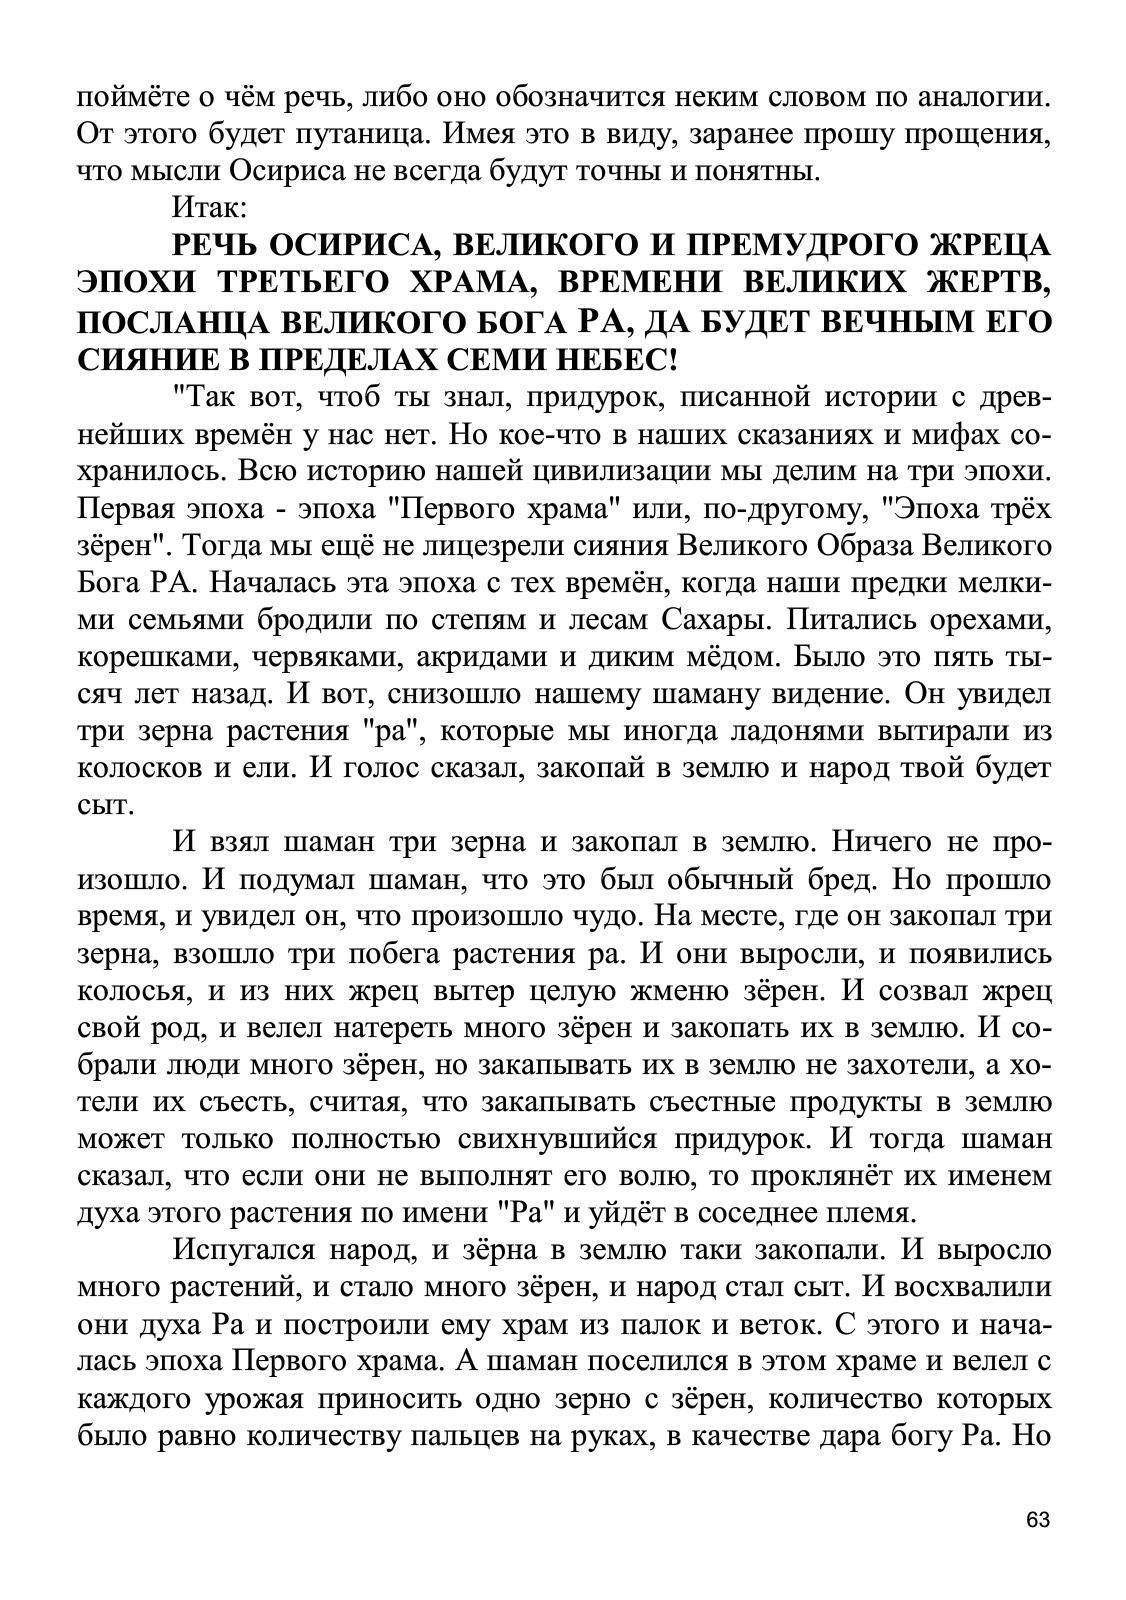 поймёте о чём речь, либо оно обозначится неким словом по аналогии.
От этого будет путаница. Имея это в виду, заранее прошу прощения,
что мысли Осириса не всегда будут точны и понятны.
Итак:
РЕЧЬ ОСИРИСА, ВЕЛИКОГО И ПРЕМУДРОГО ЖРЕЦА
ЭПОХИ ТРЕТЬЕГО ХРАМА, ВРЕМЕНИ ВЕЛИКИХ ЖЕРТВ,
ПОСЛАНЦА ВЕЛИКОГО БОГА РА, ДА БУДЕТ ВЕЧНЫМ ЕГО
СИЯНИЕ В ПРЕДЕЛАХ СЕМИ НЕБЕС!
"Так вот, чтоб ты знал, придурок, писанной истории с древ-
нейших времён у нас нет. Но кое-что в наших сказаниях и мифах со-
хранилось. Всю историю нашей цивилизации мы делим на три эпохи.
Первая эпоха - эпоха "Первого храма" или, по-другому, "Эпоха трёх
зёрен". Тогда мы ещё не лицезрели сияния Великого Образа Великого
Бога РА. Началась эта эпоха с тех времён, когда наши предки мелки-
ми семьями бродили по степям и лесам Сахары. Питались орехами,
корешками, червяками, акридами и диким мёдом. Было это пять ты-
сяч лет назад. И вот, снизошло нашему шаману видение. Он увидел
три зерна растения "ра", которые мы иногда ладонями вытирали из
колосков и ели. И голос сказал, закопай в землю и народ твой будет
сыт.
И взял шаман три зерна и закопал в землю. Ничего не про-
изошло. И подумал шаман, что это был обычный бред. Но прошло
время, и увидел он, что произошло чудо. На месте, где он закопал три
зерна, взошло три побега растения ра. И они выросли, и появились
колосья, и из них жрец вытер целую жменю зёрен. И созвал жрец
свой род, и велел натереть много зёрен и закопать их в землю. И со-
брали люди много зёрен, но закапывать их в землю не захотели, а хо-
тели их съесть, считая, что закапывать съестные продукты в землю
может только полностью свихнувшийся придурок. И тогда шаман
сказал, что если они не выполнят его волю, то проклянёт их именем
духа этого растения по имени "Ра" и уйдёт в соседнее племя.
Испугался народ, и зёрна в землю таки закопали. И выросло
много растений, и стало много зёрен, и народ стал сыт. И восхвалили
они духа Ра и построили ему храм из палок и веток. С этого и нача-
лась эпоха Первого храма. А шаман поселился в этом храме и велел с
каждого урожая приносить одно зерно с зёрен, количество которых
было равно количеству пальцев на руках, в качестве дара богу Ра. Но
63